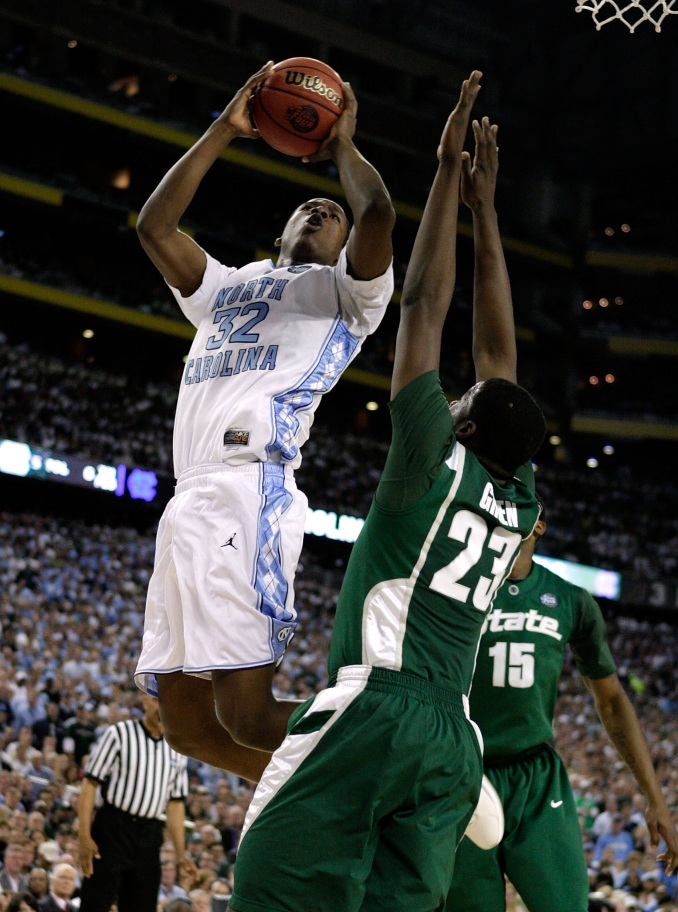 Wilson
NORTH
32
CAROLINA
GREEN
23
State
15